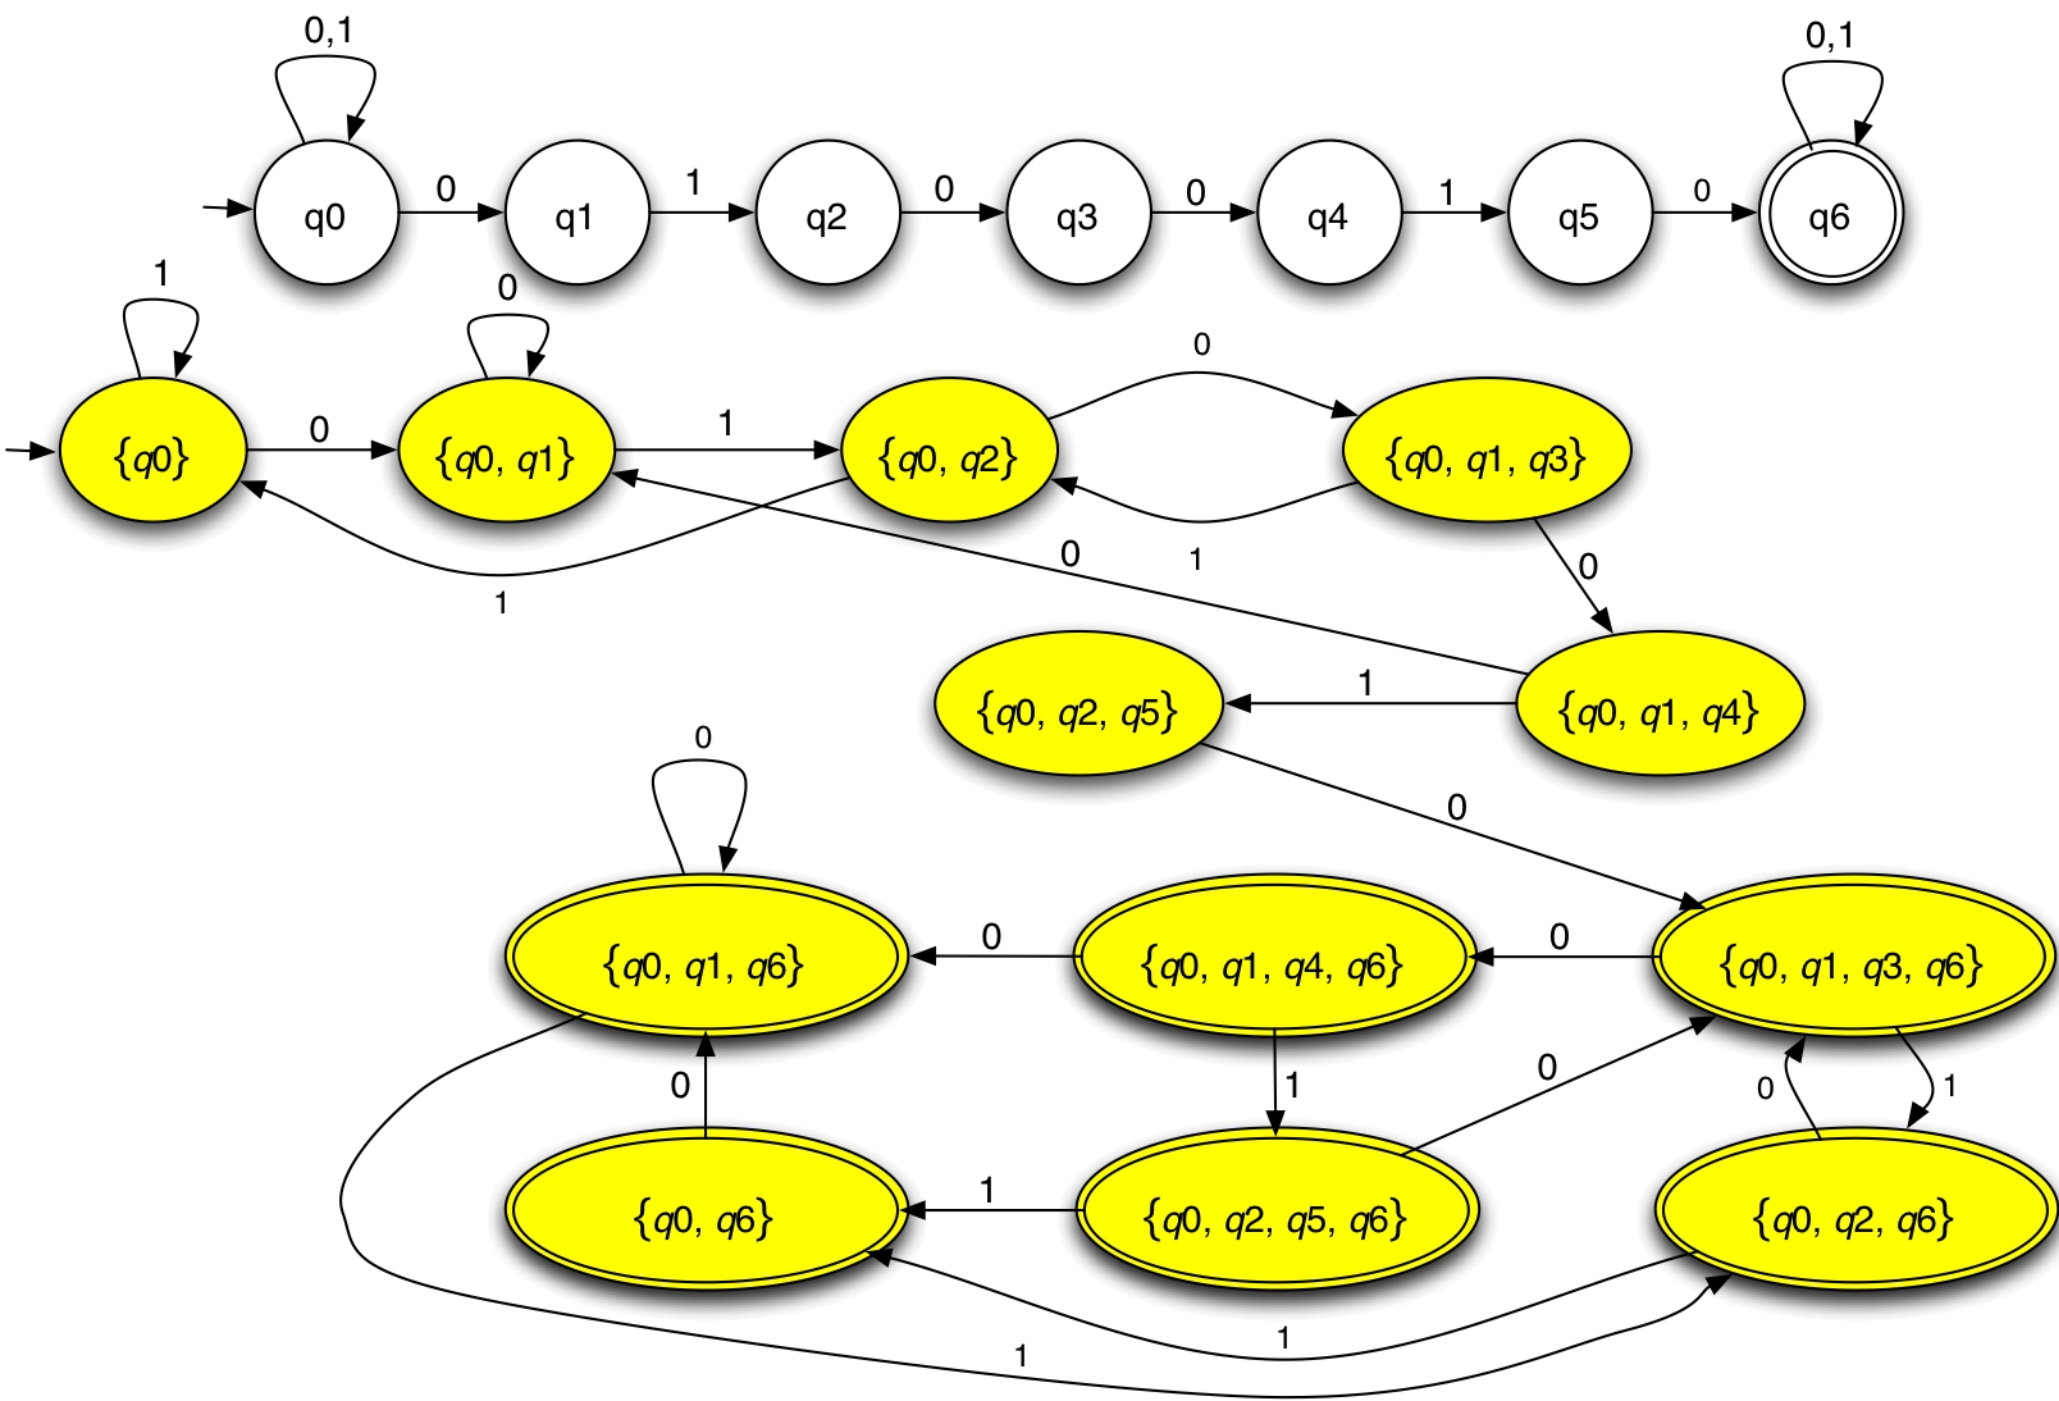 0,1
0,1
q0
0
q1
1
q2
0
q3
0
q4
1
q5
0
q6
1
0
0
{q0}
0
{q0, q1}
1
{q0, q2}
{q0, q1, q3}
0
1
0
1
{q0, q2, q5}
1
{q0, q1, q4}
0
0
{q0, q1, q6}
0
{q0, q1, q4, q6}
0
{q0, q1, q3, q6}
0
1
0
0
1
{q0, q6}
1
{q0, q2, q5, q6}
{q0, q2, q6}
1
1